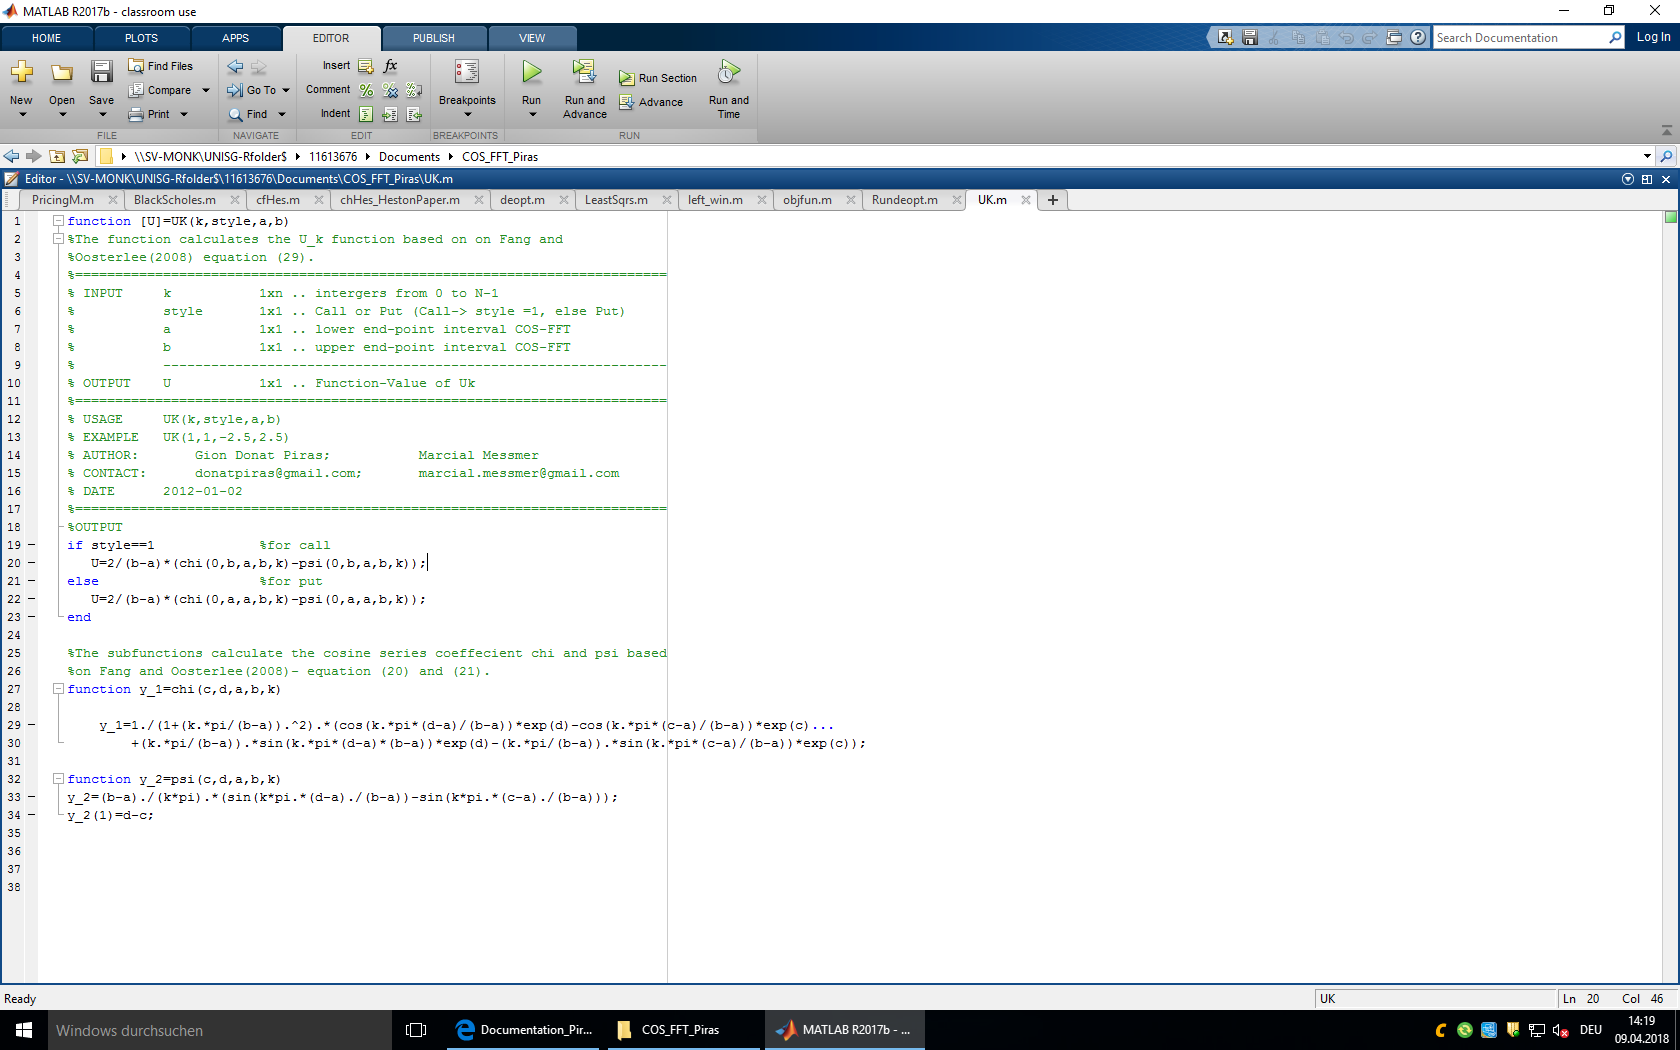 MATLAB R2017b - classroom use
HOME PLOTS APPS EDITOR PUBLISH VIEW
Search Documentation Log In
New Open Save Find Files Compare Print
Go To Find
Insert fx
Comment
Indent
Breakpoints
Run Run and Advance Run Section Advance Run and Time
FILE NAVIGATE EDIT BREAKPOINTS RUN
\\SV-MONK\UNISG-Rfolder$ 11613676 Documents COS_FFT_Piras
Editor - \\SV-MONK\UNISG-Rfolder$\11613676\Documents\COS_FFT_Piras\UK.m
PricingM.m BlackScholes.m cfHes.m chHes_HestonPaper.m deopt.m LeastSqrs.m left_win.m objfun.m Rundeopt.m UK.m +
1 function [U]=UK(k,style,a,b)
2 %The function calculates the U_k function based on on Fang and
3 %Oosterlee(2008) equation (29).
4 %==========================================================================
5 % INPUT k 1xn .. intergers from 0 to N-1
6 % style 1x1 .. Call or Put (Call-> style =1, else Put)
7 % a 1x1 .. lower end-point interval COS-FFT
8 % b 1x1 .. upper end-point interval COS-FFT
9 % ---------------------------------------------------------------
10 % OUTPUT U 1x1 .. Function-Value of Uk
11 %==========================================================================
12 % USAGE UK(k,style,a,b)
13 % EXAMPLE UK(1,1,-2.5,2.5)
14 % AUTHOR: Gion Donat Piras; Marcial Messmer
15 % CONTACT: donatpiras@gmail.com; marcial.messmer@gmail.com
16 % DATE 2012-01-02
17 %==========================================================================
18 %OUTPUT
19 if style==1 %for call
20 U=2/(b-a)*(chi(0,b,a,b,k)-psi(0,b,a,b,k));
21 else %for put
22 U=2/(b-a)*(chi(0,a,a,b,k)-psi(0,a,a,b,k));
23 end
24
25 %The subfunctions calculate the cosine series coeffecient chi and psi based
26 %on Fang and Oosterlee(2008)- equation (20) and (21).
27 function y_1=chi(c,d,a,b,k)
28
29 y_1=1./(1+(k.*pi/(b-a)).^2).*(cos(k.*pi*(d-a)/(b-a))*exp(d)-cos(k.*pi*(c-a)/(b-a))*exp(c)...
30 +(k.*pi/(b-a)).*sin(k.*pi*(d-a)*(b-a))*exp(d)-(k.*pi/(b-a)).*sin(k.*pi*(c-a)/(b-a))*exp(c));
31
32 function y_2=psi(c,d,a,b,k)
33 y_2=(b-a)./(k*pi).*(sin(k*pi.*(d-a)./(b-a))-sin(k*pi.*(c-a)./(b-a)));
34 y_2(1)=d-c;
35
36
37
38
Ready UK Ln 20 Col 46
Windows durchsuchen Documentation_Pir... COS_FFT_Piras MATLAB R2017b - ... DEU 14:19
09.04.2018